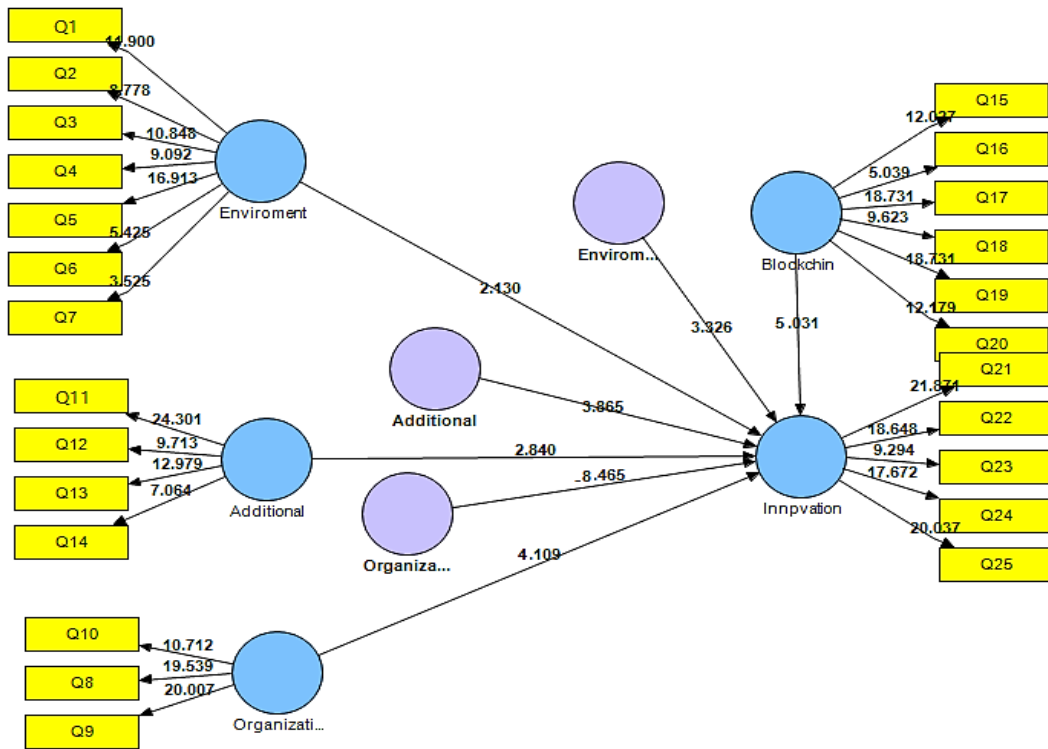 Q1
11.900
Q2
8.778
Q3
10.848
Q4
9.092
16.913
Q5
Enviroment
5.425
Q6
3.525
Q7
2.130
Envirom...
3.326
Q15
12.027
Q16
5.039
18.731
Q17
9.623
Q18
Blockchin
18.731
Q19
12.179
Q20
5.031
Q21
21.871
Q22
18.648
9.294
Q23
17.672
Q24
20.037
Q25
Innpvation
Additional
3.865
Q11
24.301
Q12
9.713
12.979
Q13
7.064
Q14
Additional
2.840
-8.465
Organiza...
4.109
Q10
10.712
19.539
Q8
20.007
Q9
Organizati...